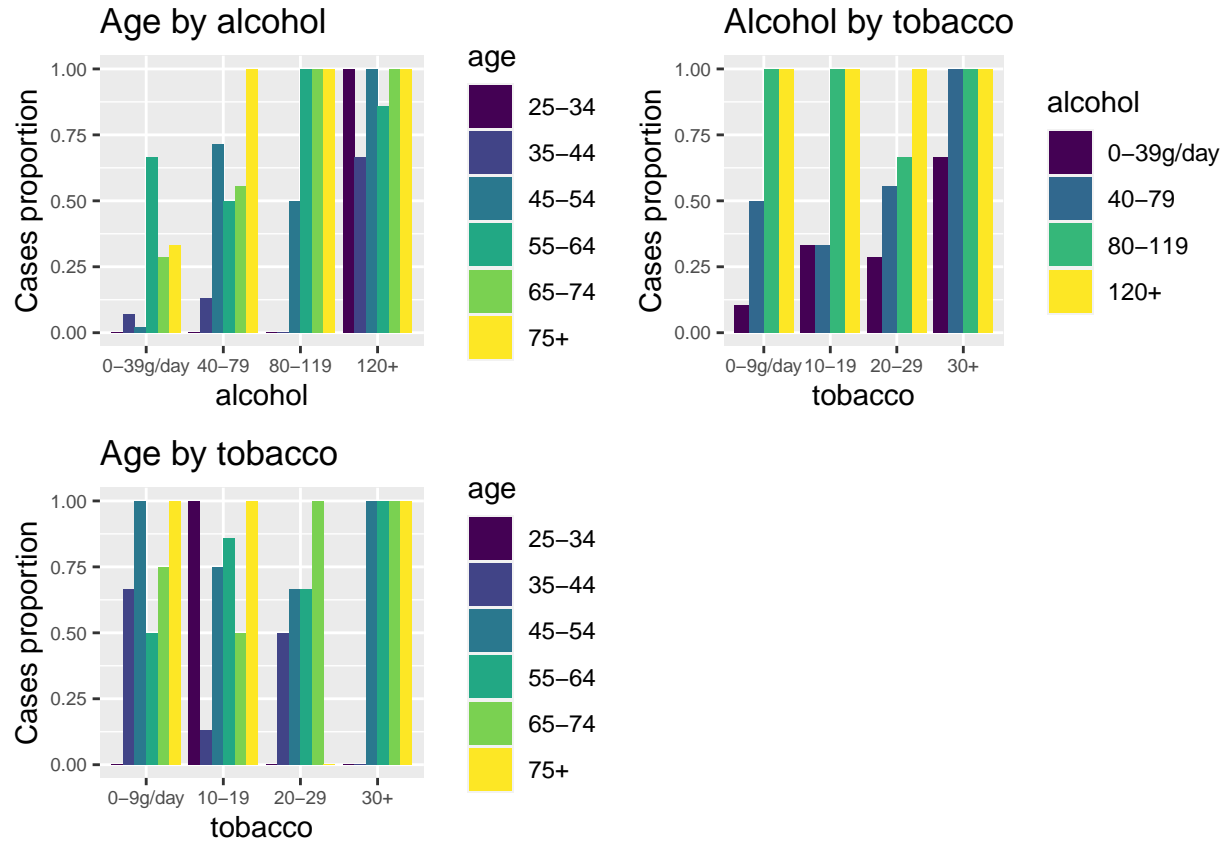 Age by alcohol
Cases proportion
1.00
0.75
0.50
0.25
0.00
0−39g/day 40−79 80−119 120+
alcohol
age
25−34
35−44
45−54
55−64
65−74
75+
Alcohol by tobacco
Cases proportion
1.00
0.75
0.50
0.25
0.00
0−9g/day 10−19 20−29 30+
tobacco
alcohol
0−39g/day
40−79
80−119
120+
Age by tobacco
Cases proportion
1.00
0.75
0.50
0.25
0.00
0−9g/day 10−19 20−29 30+
tobacco
age
25−34
35−44
45−54
55−64
65−74
75+